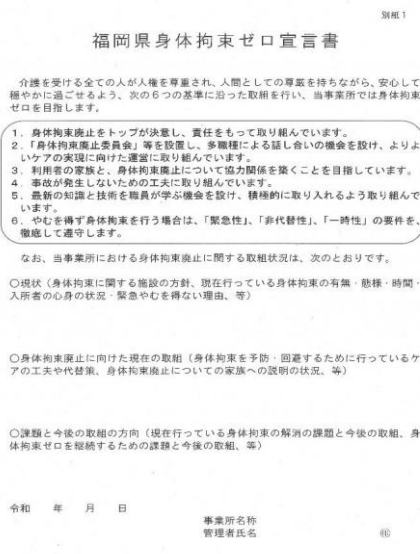 別紙１
福岡県身体拘束ゼロ宣言書
介護を受ける全ての人が人権を尊重され、人間としての尊厳を持ちながら、安心して
穏やかに過ごせるよう、次の６つの基準に沿った取組を行い、当事業所では身体拘束
ゼロを目指します。
１．身体拘束廃止をトップが決意し、責任をもって取り組んでいます。
２．「身体拘束廃止委員会」等を設置し、多職種による話し合いの機会を設け、よりよ
いケアの実現に向けた運営に取り組んでいます。
３．利用者の家族と、身体拘束廃止について協力関係を築くことを目指しています。
４．事故が発生しないための工夫に取り組んでいます。
５．最新の知識と技術を職員が学ぶ機会を設け、積極的に取り入れるよう取り組んで
います。
６．やむを得ず身体拘束を行う場合は、「緊急性」、「非代替性」、「一時性」の要件を、
徹底して遵守します。
なお、当事業所における身体拘束廃止に関する取組状況は、次のとおりです。
○現状（身体拘束に関する施設の方針、現在行っている身体拘束の有無・態様・時間・
入所者の心身の状況・緊急やむを得ない理由、等）
○身体拘束廃止に向けた現在の取組（身体拘束を予防・回避するために行っているケ
アの工夫や代替策、身体拘束廃止についての家族への説明の状況、等）
○課題と今後の取組の方向（現在行っている身体拘束の解消の課題と今後の取組、身
体拘束ゼロを継続するための課題と今後の取組、等）
令和　　年　　月　　日
事業所名称
管理者氏名　　　　　　　　㊞